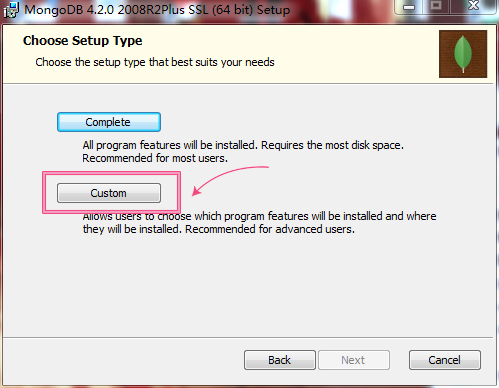 MongoDB 4.2.0 2008R2Plus SSL (64 bit) Setup
Choose Setup Type
Choose the setup type that best suits your needs
Complete
All program features will be installed. Requires the most disk space.
Recommended for most users.
Custom
Allows users to choose which program features will be installed and where
they will be installed. Recommended for advanced users.
Back
Next
Cancel